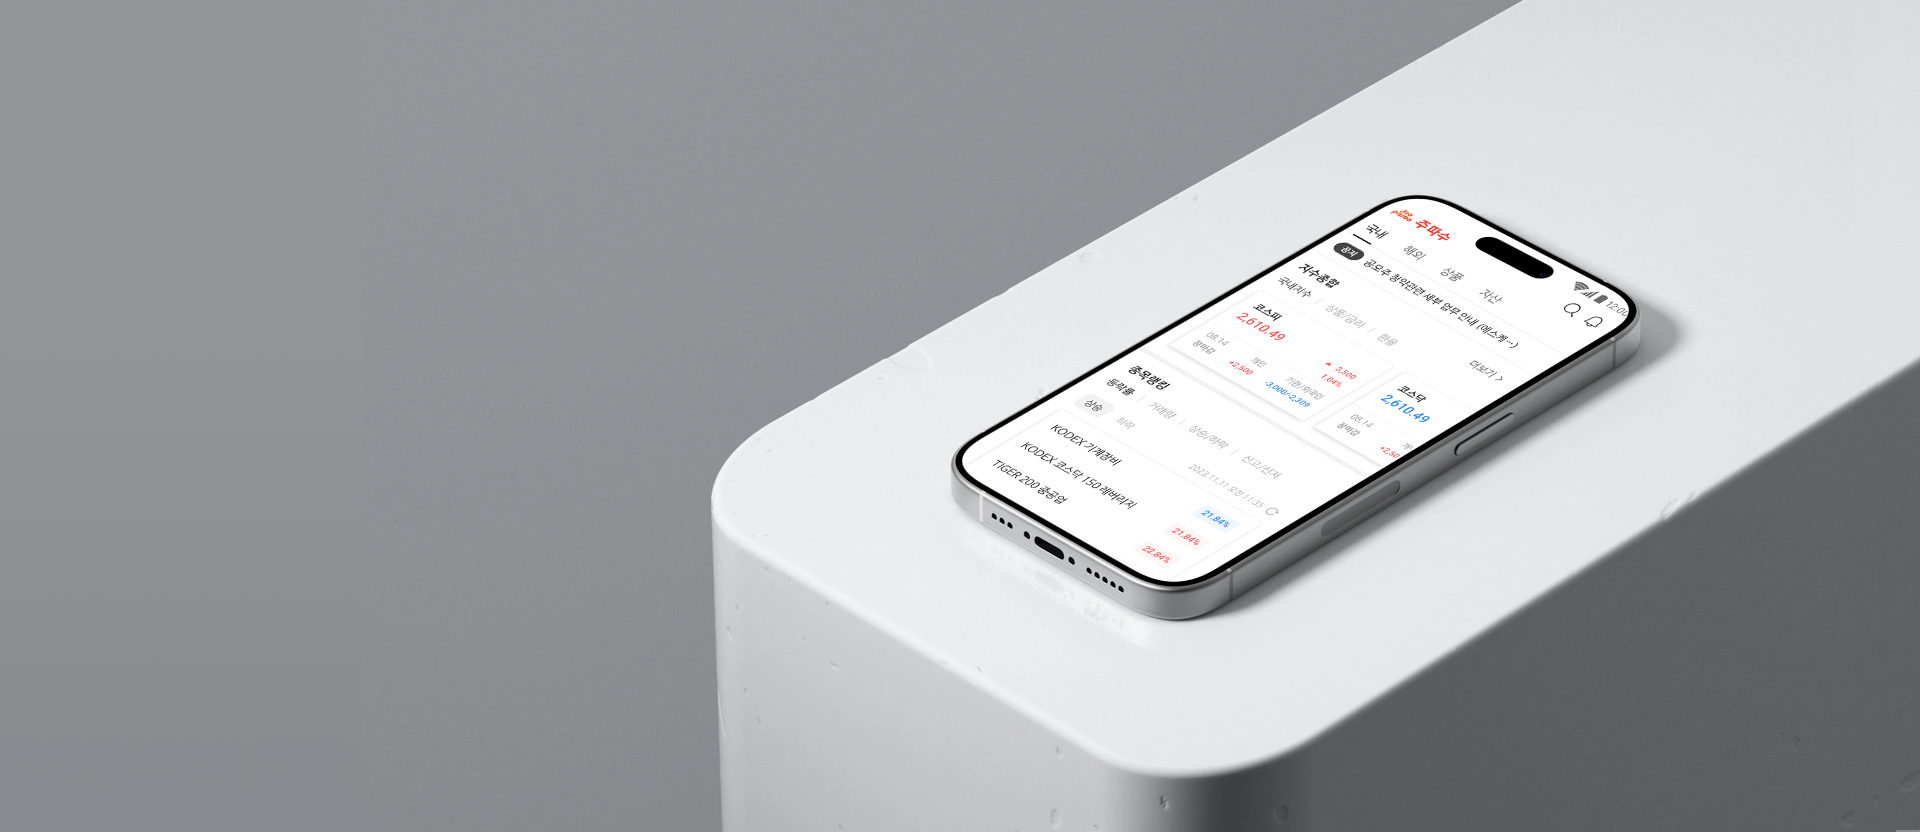 주파수
12:00
국내 해외 상품 자산
공지 공모주 청약관련 세부 업무 안내 (에스케...)
지수종합
더보기 >
국내지수 | 상품/금리 | 환율
코스피
2,610.49
▲ 3,500
1.04%
08.14
장마감
개인
+2,500
기관/외국인
-3,000/-2,309
코스닥
2,610.49
08.14
장마감
개
+2,50
종목랭킹
등락률 | 거래량 | 상승/하락 | 신고/신저
상승 하락
2023.11.11 오전 11:35
KODEX 기계장비 21.84%
KODEX 코스닥 150 레버리지 21.84%
TIGER 200 중공업 22.84%